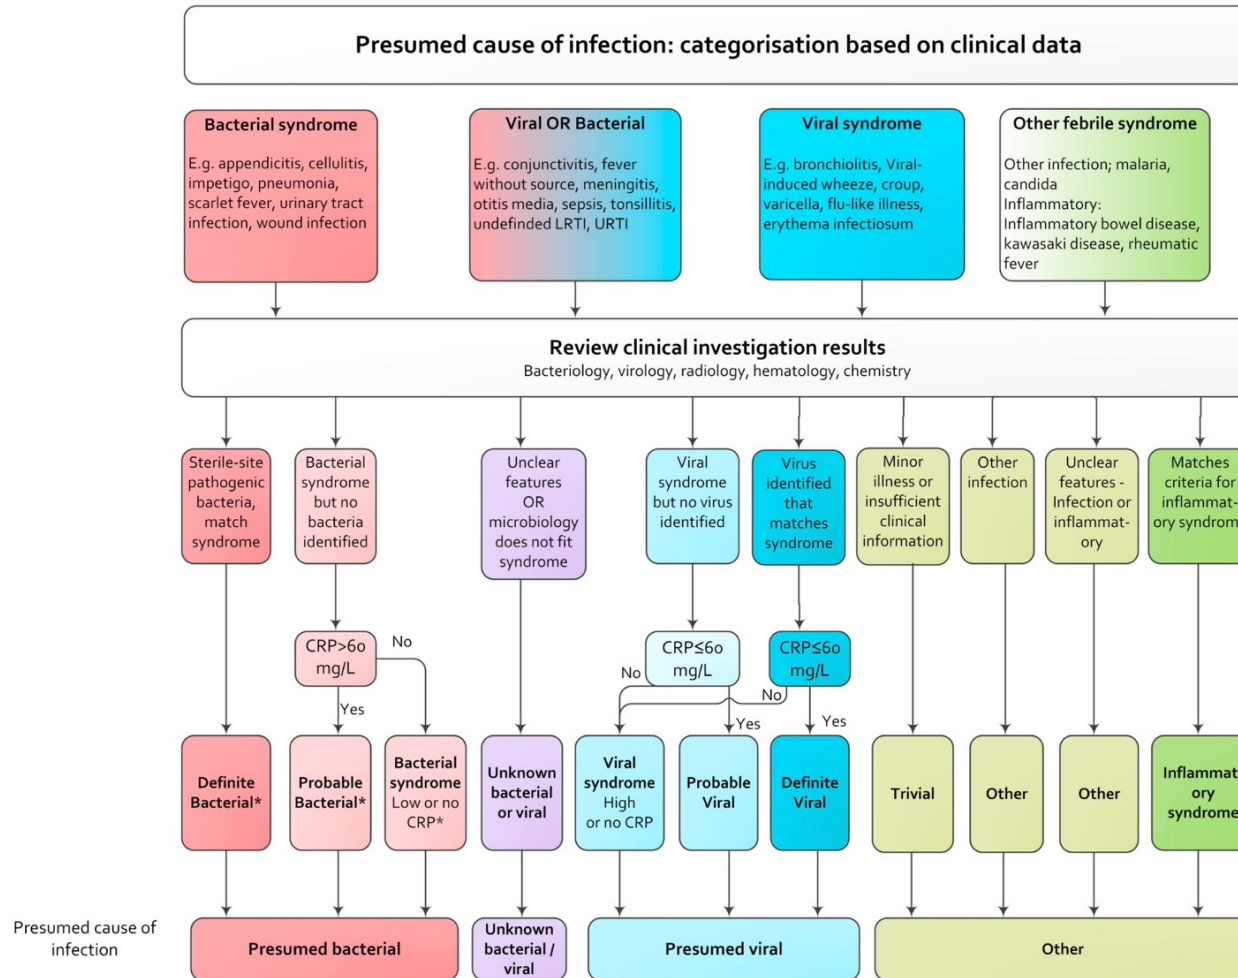 Presumed cause of infection: categorisation based on clinical data
Bacterial syndrome
E.g. appendicitis, cellulitis,
impetigo, pneumonia,
scarlet fever, urinary tract
infection, wound infection
Viral OR Bacterial
E.g. conjunctivitis, fever
without source, meningitis,
otitis media, sepsis, tonsillitis,
undefinded LRTI, URTI
Viral syndrome
E.g. bronchiolitis, Viral-
induced wheeze, croup,
varicella, flu-like illness,
erythema infectiosum
Other febrile syndrome
Other infection; malaria,
candida
Inflammatory:
Inflammatory bowel disease,
kawasaki disease, rheumatic
fever
Review clinical investigation results
Bacteriology, virology, radiology, hematology, chemistry
Sterile-site
pathogenic
bacteria,
match
syndrome
Bacterial
syndrome
but no
bacteria
identified
Unclear
features
OR
microbiology
does not fit
syndrome
Viral
syndrome
but no virus
identified
Virus
identified
that
matches
syndrome
Minor
illness or
insufficient
clinical
information
Other
infection
Unclear
features -
Infection or
inflammat-
ory
Matches
criteria for
inflammat-
ory syndrom
CRP>60
mg/L
No
Yes
CRP≤60
mg/L
No
Yes
CRP≤60
mg/L
No
Yes
Definite
Bacterial*
Probable
Bacterial*
Bacterial
syndrome
Low or no
CRP*
Unknown
bacterial
or viral
Viral
syndrome
High
or no CRP
Probable
Viral
Definite
Viral
Trivial
Other
Other
Inflammat
ory
syndrome
Presumed cause of
infection
Presumed bacterial
Unknown
bacterial /
viral
Presumed viral
Other